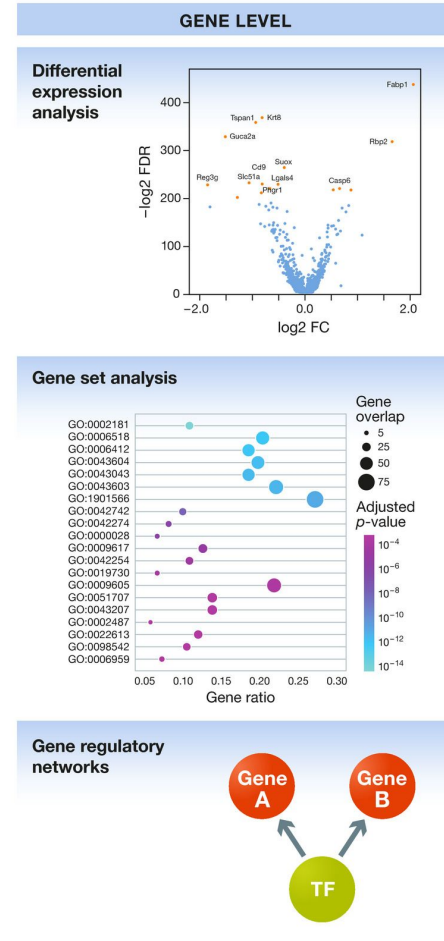 GENE LEVEL
Differential
expression
analysis
−log2 FDR
400
300
200
100
0
Fabp1
Tspan1
Krt8
Guca2a
Rbp2
Suox
Cd9
Reg3g
Slc51a
Lgals4
Casp6
Phgr1
−2.0
0.0
2.0
log2 FC
Gene set analysis
GO:0002181
GO:0006518
GO:0006412
GO:0043604
GO:0043043
GO:0043603
GO:1901566
GO:0042742
GO:0042274
GO:0000028
GO:0009617
GO:0042254
GO:0019730
GO:0009605
GO:0051707
GO:0043207
GO:0002487
GO:0022613
GO:0098542
GO:0006959
0.05 0.10 0.15 0.20 0.25 0.30
Gene ratio
Gene
overlap
5
25
50
75
Adjusted
p-value
10⁻⁴
10⁻⁶
10⁻⁸
10⁻¹⁰
10⁻¹²
10⁻¹⁴
Gene regulatory
networks
Gene
A
Gene
B
TF